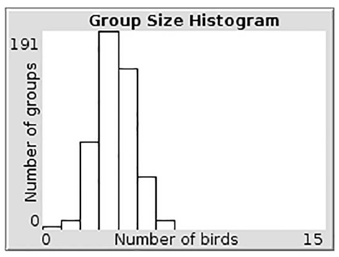 Group Size Histogram
191
Number of groups
0
0
Number of birds
15